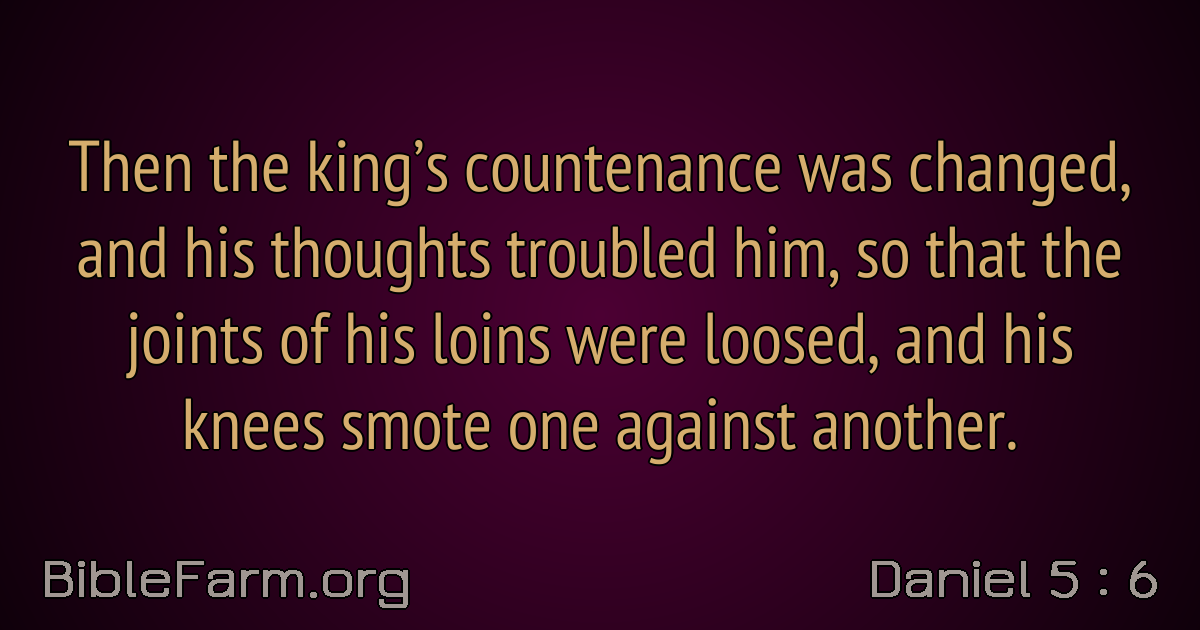 Then the king’s countenance was changed,
and his thoughts troubled him, so that the
joints of his loins were loosed, and his
knees smote one against another.
BibleFarm.org
Daniel 5 : 6